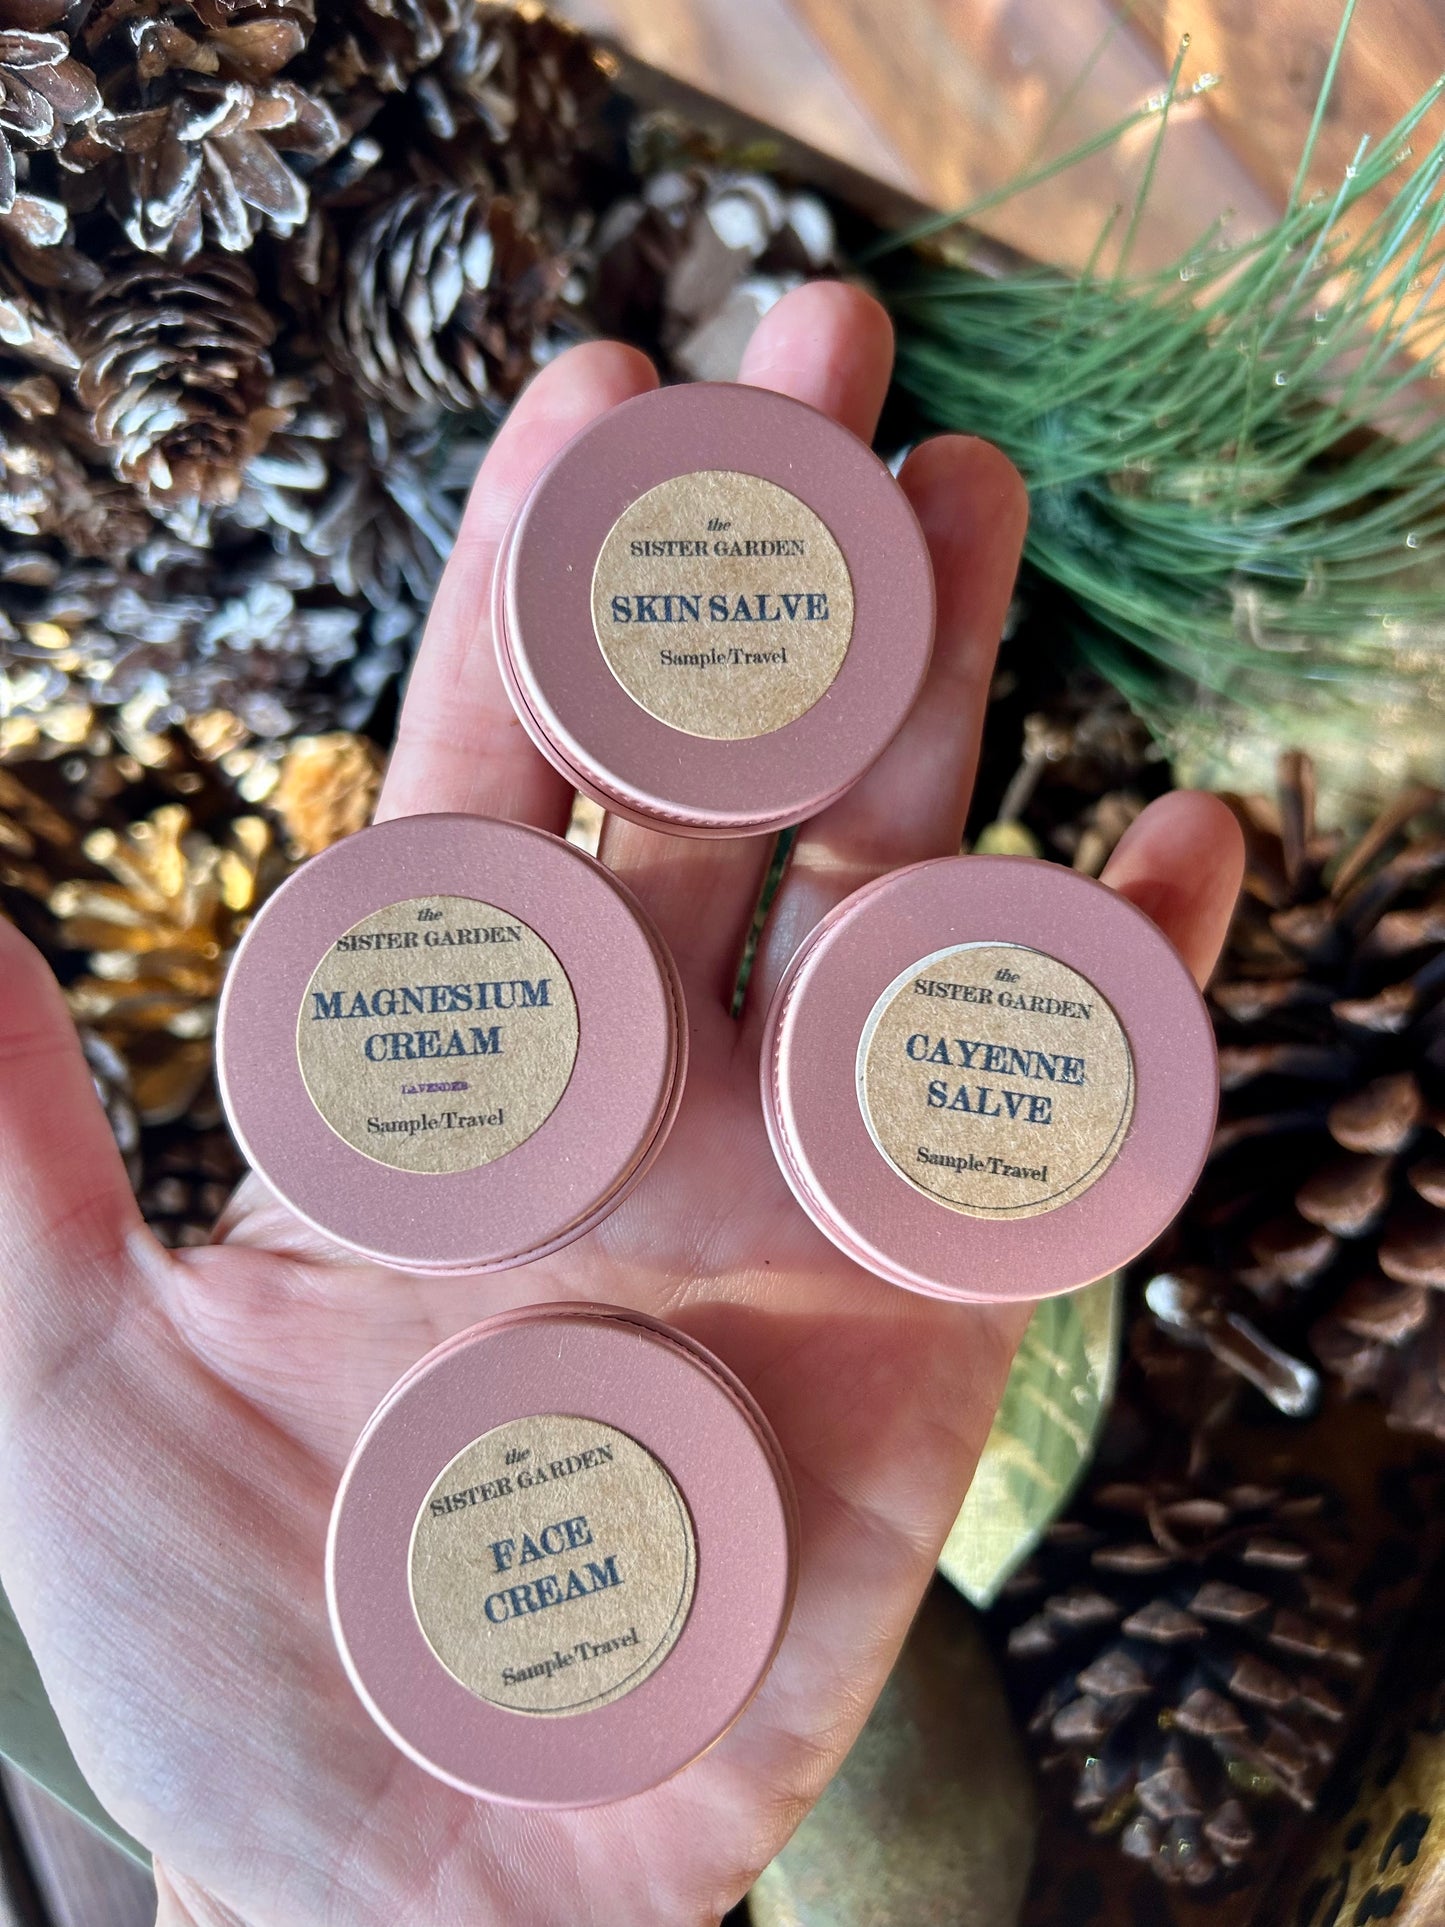 the
SISTER GARDEN
SKIN SALVE
Sample/Travel
the
SISTER GARDEN
MAGNESIUM
CREAM
LAVENDER
Sample/Travel
the
SISTER GARDEN
CAYENNE
SALVE
Sample/Travel
the
SISTER GARDEN
FACE
CREAM
Sample/Travel